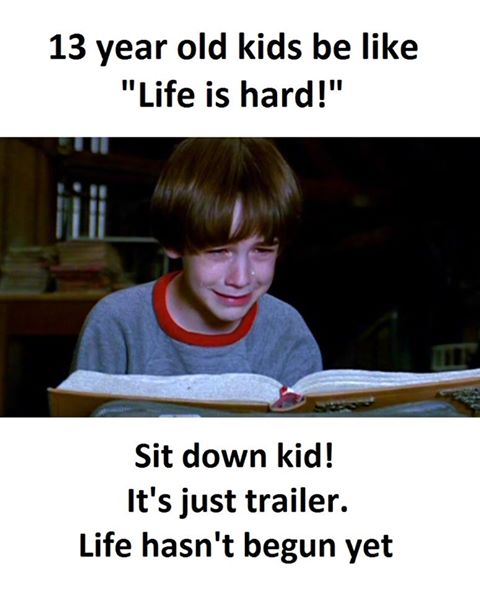 13 year old kids be like
"Life is hard!"
Sit down kid!
It's just trailer.
Life hasn't begun yet